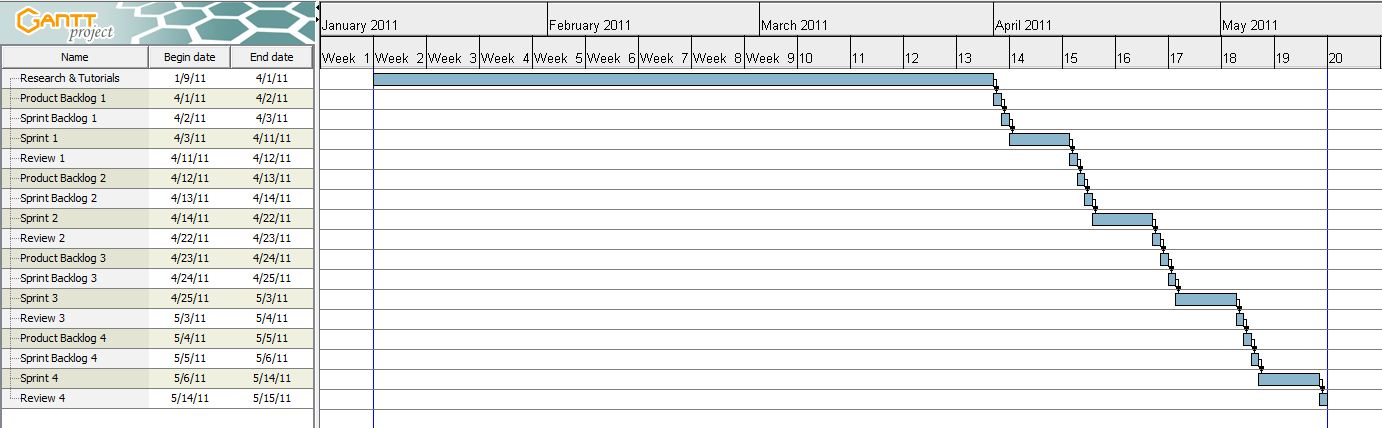 GANTT
project
January 2011 February 2011 March 2011 April 2011 May 2011
Name Begin date End date
Week 1 Week 2 Week 3 Week 4 Week 5 Week 6 Week 7 Week 8 Week 9 10 11 12 13 14 15 16 17 18 19 20
Research & Tutorials 1/9/11 4/1/11
Product Backlog 1 4/1/11 4/2/11
Sprint Backlog 1 4/2/11 4/3/11
Sprint 1 4/3/11 4/11/11
Review 1 4/11/11 4/12/11
Product Backlog 2 4/12/11 4/13/11
Sprint Backlog 2 4/13/11 4/14/11
Sprint 2 4/14/11 4/22/11
Review 2 4/22/11 4/23/11
Product Backlog 3 4/23/11 4/24/11
Sprint Backlog 3 4/24/11 4/25/11
Sprint 3 4/25/11 5/3/11
Review 3 5/3/11 5/4/11
Product Backlog 4 5/4/11 5/5/11
Sprint Backlog 4 5/5/11 5/6/11
Sprint 4 5/6/11 5/14/11
Review 4 5/14/11 5/15/11